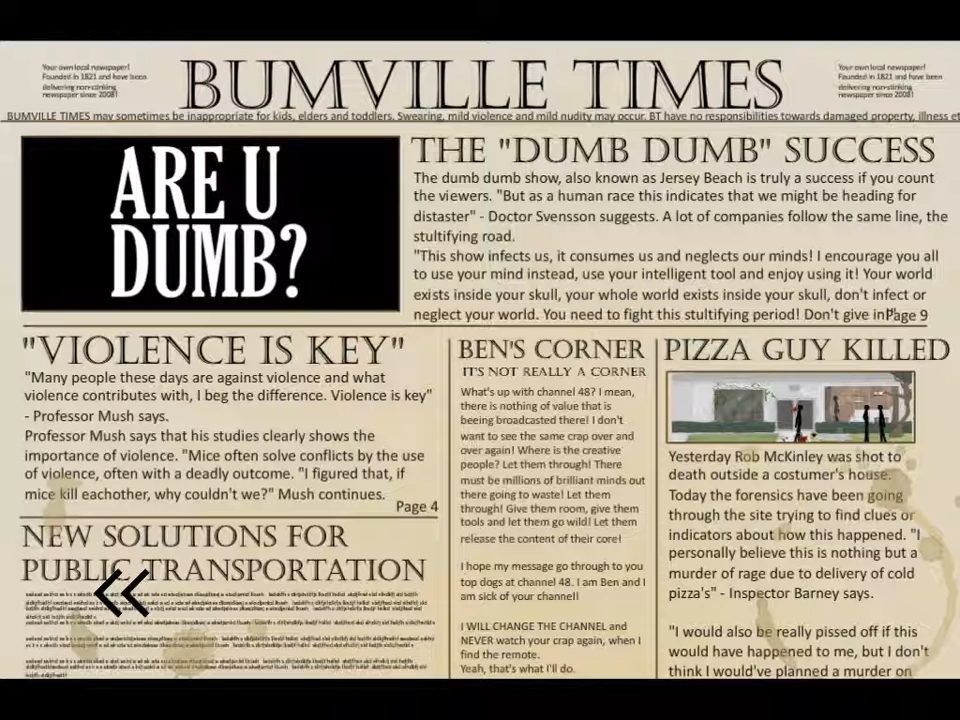 Your own local newspaper!
Founded in 1821 and have been
delivering non-stinking
newspaper since 2008!
BUMVILLE TIMES
Your own local newspaper!
Founded in 1821 and have been
delivering non-stinking
newspaper since 2008!
BUMVILLE TIMES may sometimes be inappropriate for kids, elders and toddlers. Swearing, mild violence and mild nudity may occur. BT have no responsibilities towards damaged property, illness et
ARE U
DUMB?
THE "DUMB DUMB" SUCCESS
The dumb dumb show, also known as Jersey Beach is truly a success if you count
the viewers. "But as a human race this indicates that we might be heading for
distaster" - Doctor Svensson suggests. A lot of companies follow the same line, the
stultifying road.
"This show infects us, it consumes us and neglects our minds! I encourage you all
to use your mind instead, use your intelligent tool and enjoy using it! Your world
exists inside your skull, your whole world exists inside your skull, don't infect or
neglect your world. You need to fight this stultifying period! Don't give in!"
Page 9
"VIOLENCE IS KEY"
"Many people these days are against violence and what
violence contributes with, I beg the difference. Violence is key"
- Professor Mush says.
Professor Mush says that his studies clearly shows the
importance of violence. "Mice often solve conflicts by the use
of violence, often with a deadly outcome. "I figured that, if
mice kill eachother, why couldn't we?" Mush continues.
Page 4
NEW SOLUTIONS FOR
PUBLIC TRANSPORTATION
BEN'S CORNER
IT'S NOT REALLY A CORNER
What's up with channel 48? I mean,
there is nothing of value that is
beeing broadcasted there! I don't
want to see the same crap over and
over again! Where is the creative
people? Let them through! There
must be millions of brilliant minds out
there going to waste! Let them
through! Give them room, give them
tools and let them go wild! Let them
release the content of their core!
I hope my message go through to you
top dogs at channel 48. I am Ben and I
am sick of your channel!
I WILL CHANGE THE CHANNEL and
NEVER watch your crap again, when I
find the remote.
Yeah, that's what I'll do.
PIZZA GUY KILLED
Yesterday Rob McKinley was shot to
death outside a costumer's house.
Today the forensics have been going
through the site trying to find clues or
indicators about how this happened. "I
personally believe this is nothing but a
murder of rage due to delivery of cold
pizza's" - Inspector Barney says.
"I would also be really pissed off if this
would have happened to me, but I don't
think I would've planned a murder on